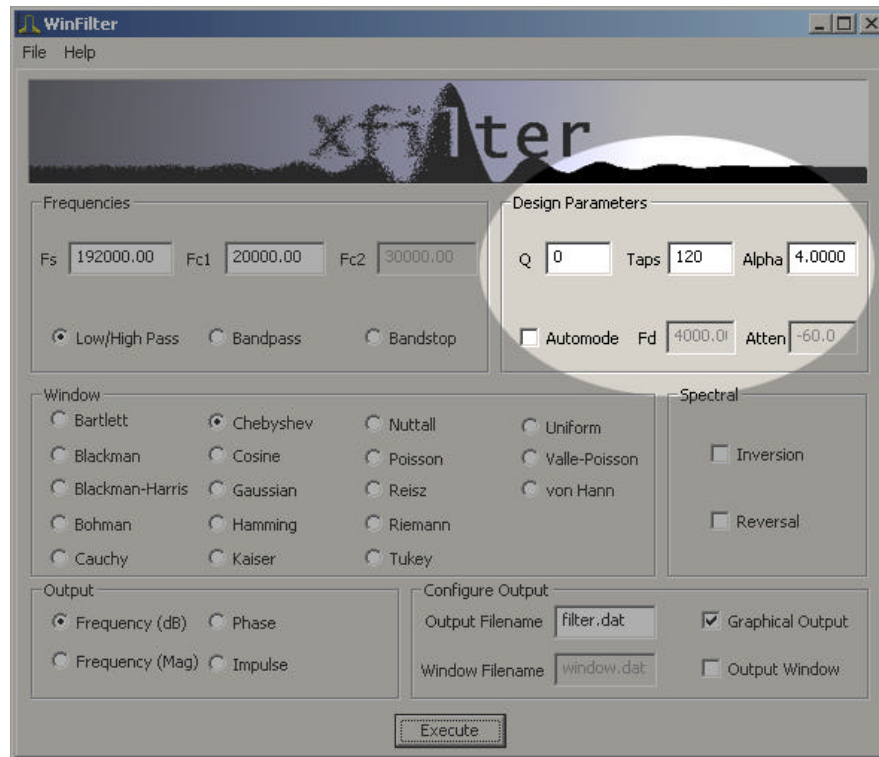 WinFilter
File Help
xfilter
Frequencies
Fs 192000.00 Fc1 20000.00 Fc2 30000.00
Low/High Pass Bandpass Bandstop
Design Parameters
Q 0 Taps 120 Alpha 4.0000
Automode Fd 4000.0 Atten -60.0
Window
Bartlett Chebyshev Nuttall Uniform
Blackman Cosine Poisson Valle-Poisson
Blackman-Harris Gaussian Reisz von Hann
Bohman Hamming Riemann
Cauchy Kaiser Tukey
Spectral
Inversion
Reversal
Output
Frequency (dB) Phase
Frequency (Mag) Impulse
Configure Output
Output Filename filter.dat Graphical Output
Window Filename window.dat Output Window
Execute